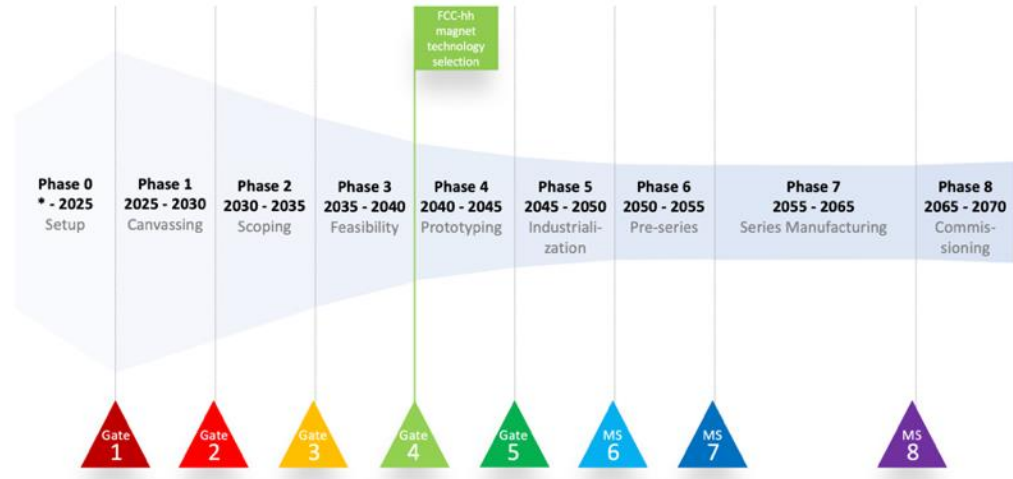 FCC-hh
magnet
technology
selection
Phase 0
* - 2025
Setup
Phase 1
2025 - 2030
Canvassing
Phase 2
2030 - 2035
Scoping
Phase 3
2035 - 2040
Feasibility
Phase 4
2040 - 2045
Prototyping
Phase 5
2045 - 2050
Industriali-
zation
Phase 6
2050 - 2055
Pre-series
Phase 7
2055 - 2065
Series Manufacturing
Phase 8
2065 - 2070
Commis-
sioning
Gate
1
Gate
2
Gate
3
Gate
4
Gate
5
MS
6
MS
7
MS
8